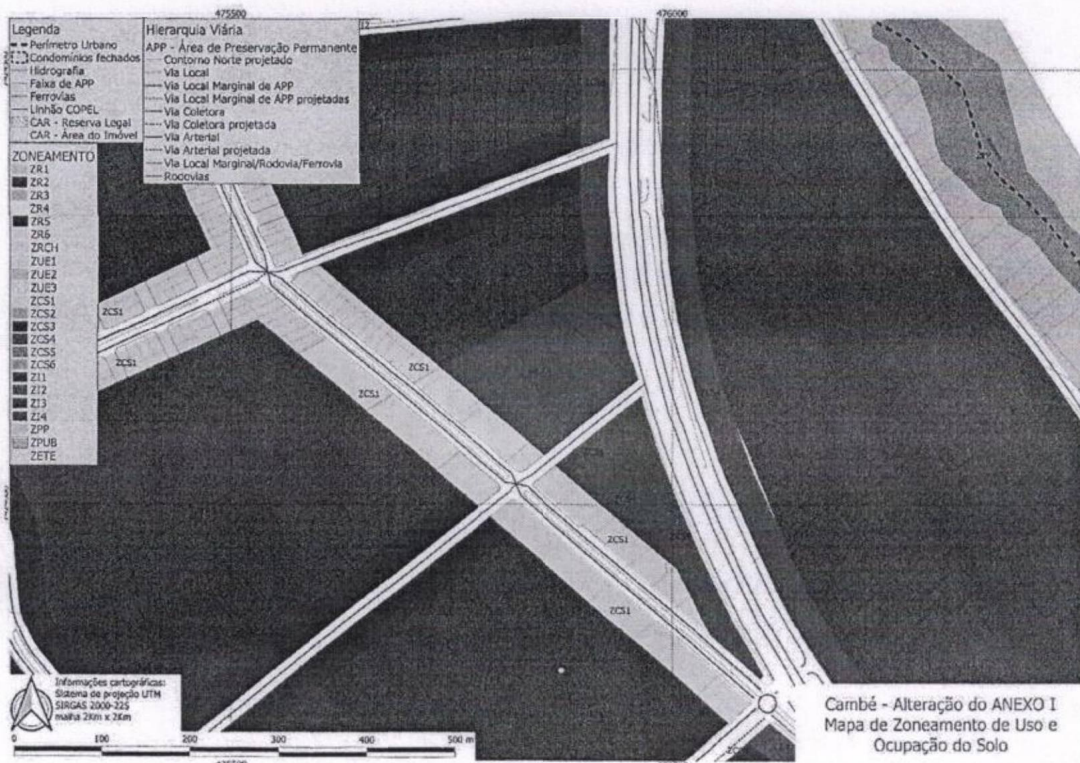 475500
476000
Legenda
Perímetro Urbano
Condomínios fechados
Hidrografia
Faixa de APP
Ferrovias
Linhão COPEL
CAR - Reserva Legal
CAR - Área do Imóvel
Hierarquia Viária
APP - Área de Preservação Permanente
Contorno Norte projetado
Via Local
Via Local Marginal de APP
Via Local Marginal de APP projetadas
Via Coletora
Via Coletora projetada
Via Arterial
Via Arterial projetada
Via Local Marginal/Rodovia/Ferrovia
Rodovias
ZONEAMENTO
ZR1
ZR2
ZR3
ZR4
ZR5
ZR6
ZRCH
ZUE1
ZUE2
ZUE3
ZCS1
ZCS2
ZCS3
ZCS4
ZCS5
ZCS6
ZI1
ZI2
ZI3
ZI4
ZPP
ZPUB
ZETE
ZCS1
ZCS1
ZCS1
ZCS1
ZCS1
ZCS1
Informações cartográficas:
Sistema de projeção UTM
SIRGAS 2000-22S
malha 2Km x 2Km
0 100 200 300 400 500 m
Cambé - Alteração do ANEXO I
Mapa de Zoneamento de Uso e
Ocupação do Solo